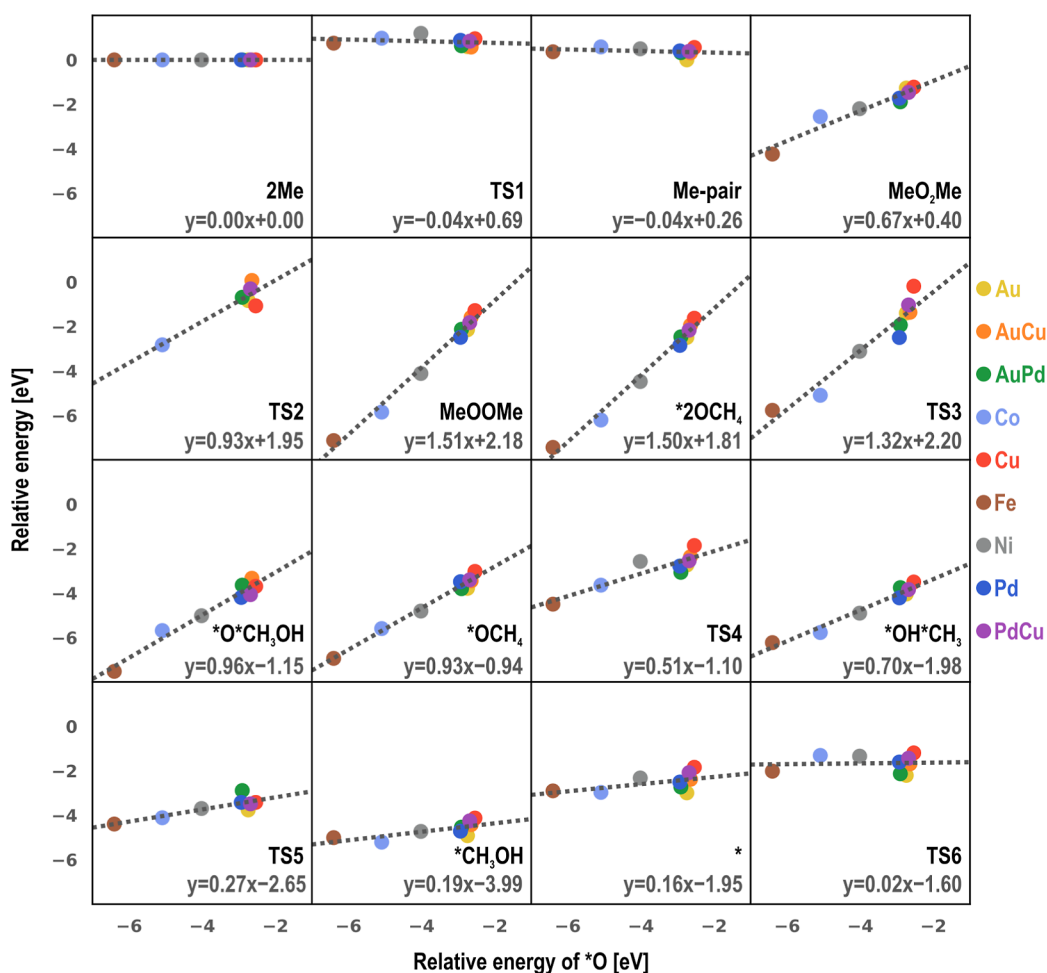 0
−2
−4
−6
2Me
y=0.00x+0.00
TS1
y=−0.04x+0.69
Me-pair
y=−0.04x+0.26
MeO₂Me
y=0.67x+0.40
0
−2
−4
−6
TS2
y=0.93x+1.95
MeOOMe
y=1.51x+2.18
*2OCH₄
y=1.50x+1.81
TS3
y=1.32x+2.20
0
−2
−4
−6
*O*CH₃OH
y=0.96x−1.15
*OCH₄
y=0.93x−0.94
TS4
y=0.51x−1.10
*OH*CH₃
y=0.70x−1.98
0
−2
−4
−6
TS5
y=0.27x−2.65
*CH₃OH
y=0.19x−3.99
*
y=0.16x−1.95
TS6
y=0.02x−1.60
−6 −4 −2
−6 −4 −2
−6 −4 −2
−6 −4 −2
Relative energy [eV]
Relative energy of *O [eV]
Au
AuCu
AuPd
Co
Cu
Fe
Ni
Pd
PdCu